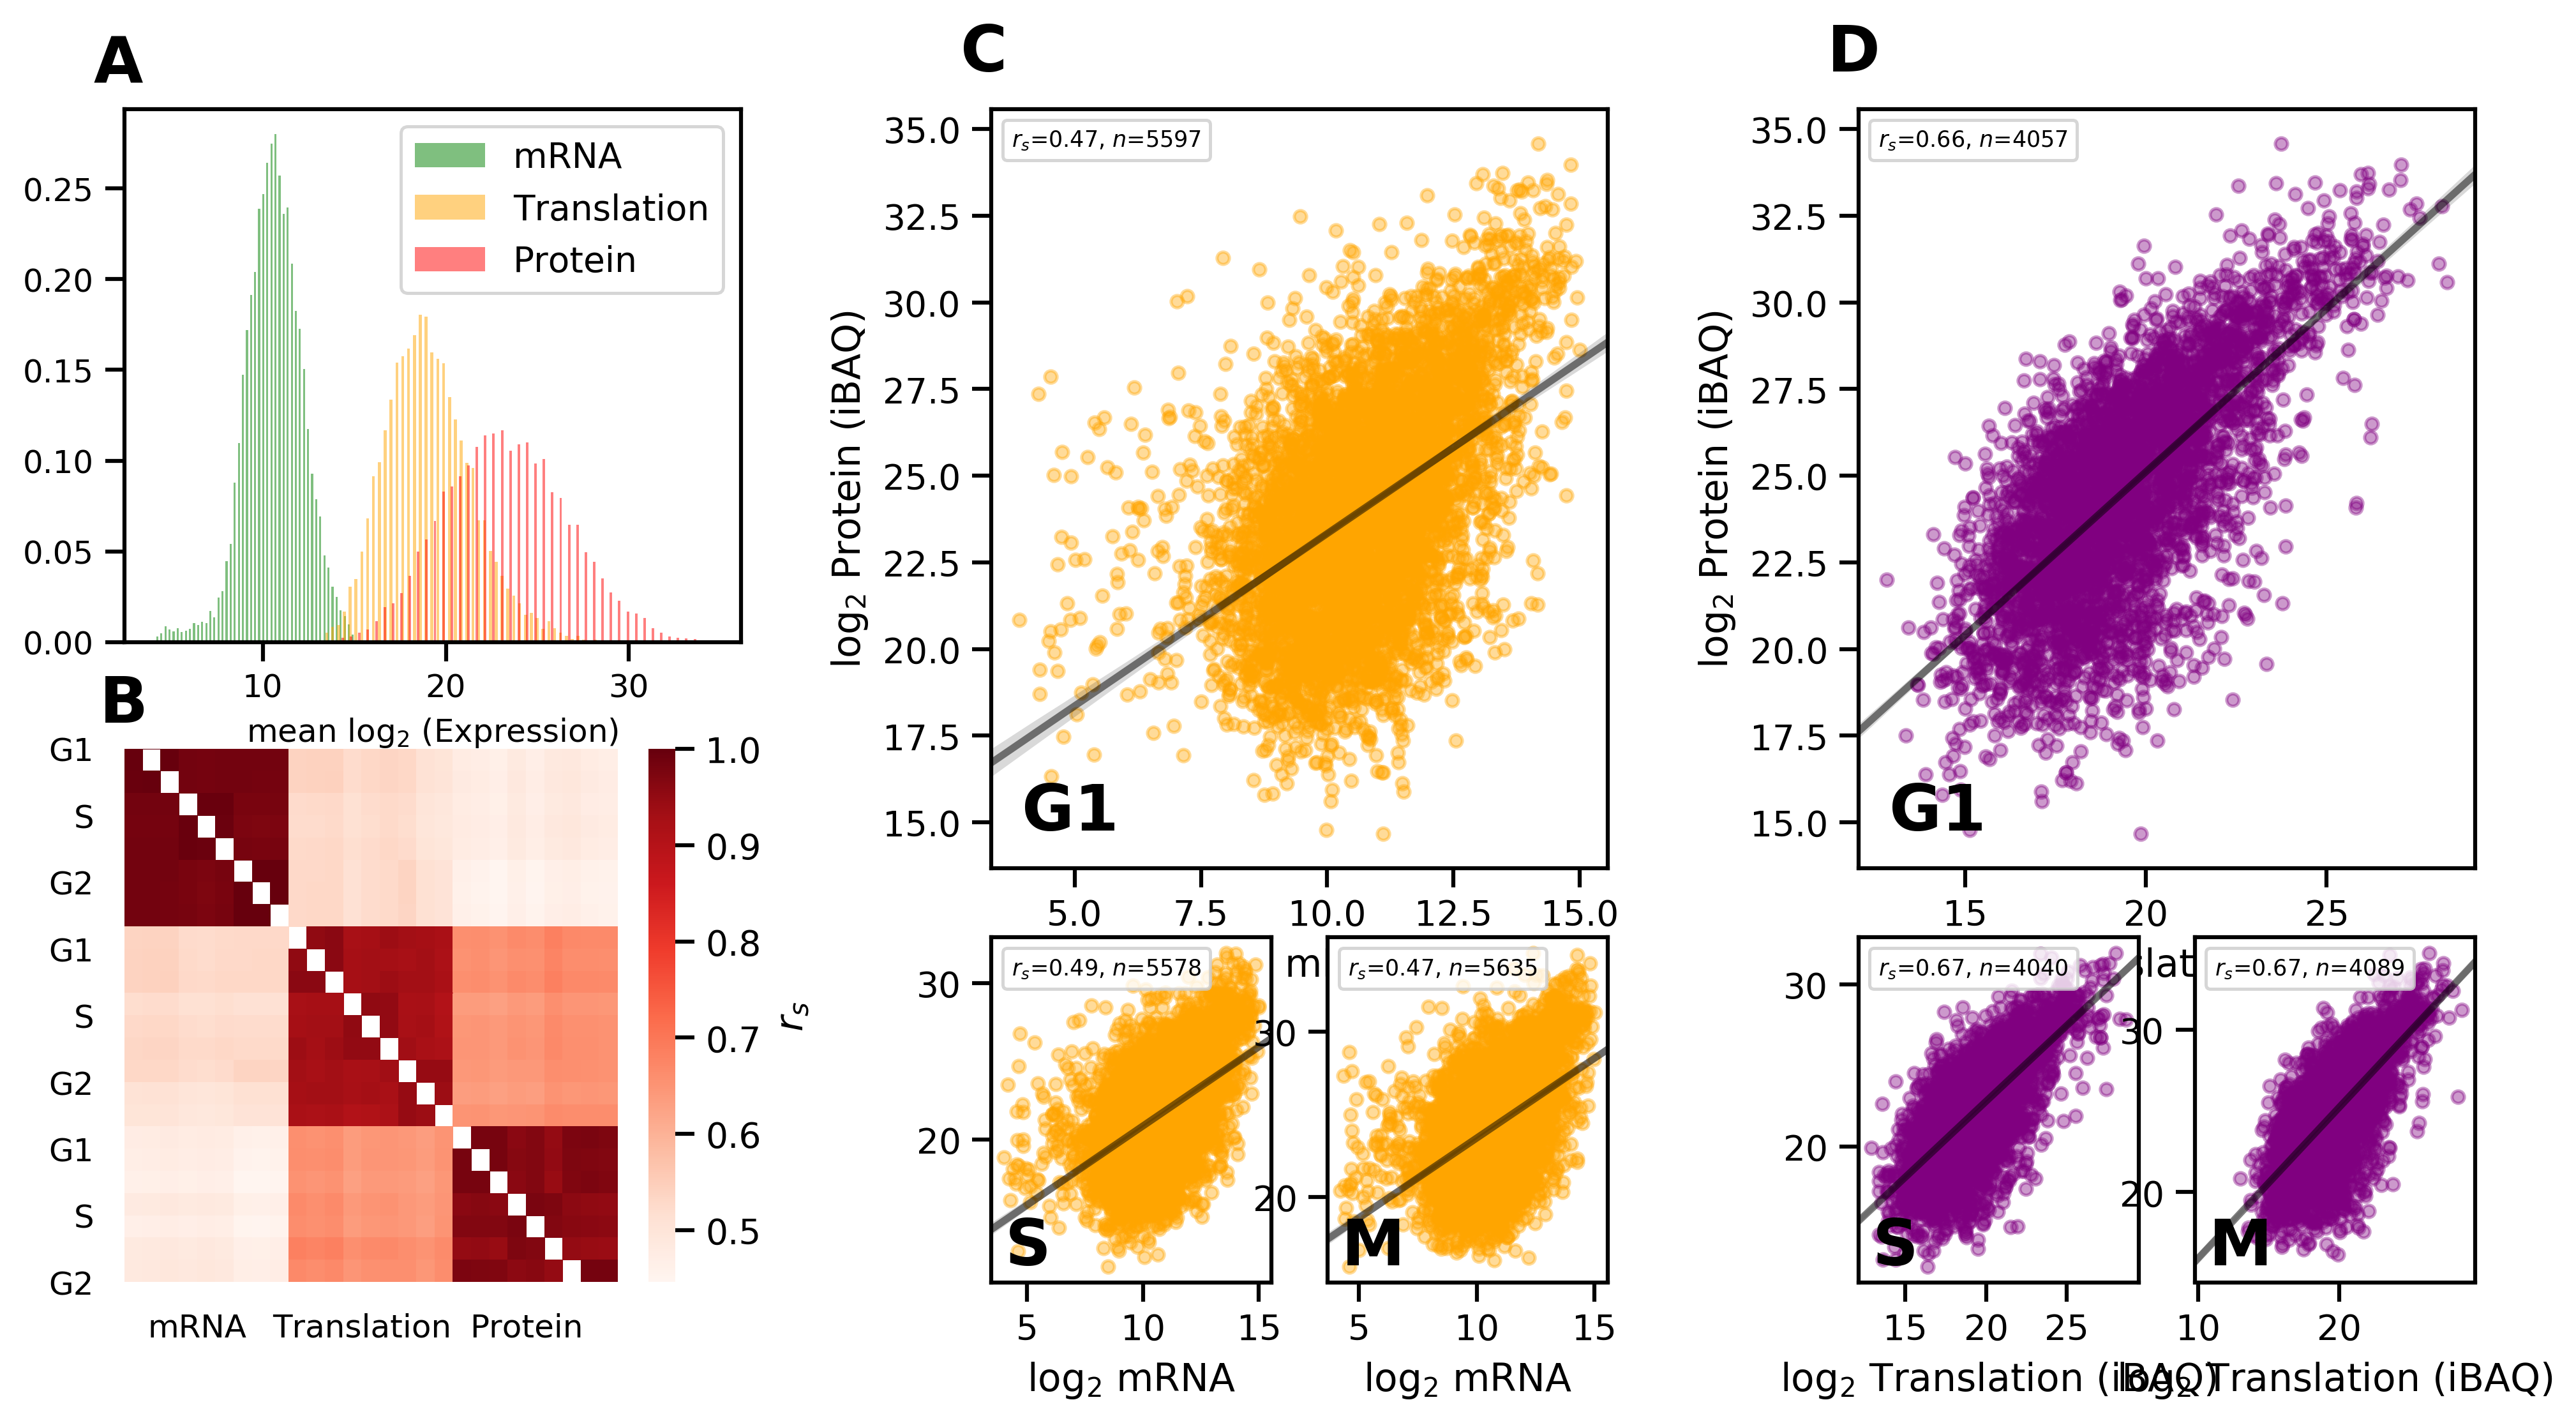 A
mRNA
Translation
Protein
0.25
0.20
0.15
0.10
0.05
0.00
10 20 30
mean log₂ (Expression)
B
G1
S
G2
G1
S
G2
G1
S
G2
mRNA Translation Protein
1.0
0.9
0.8
0.7
0.6
0.5
rₛ
C
rₛ=0.47, n=5597
35.0
32.5
30.0
27.5
25.0
22.5
20.0
17.5
15.0
log₂ Protein (iBAQ)
G1
5.0 7.5 10.0 12.5 15.0
m
rₛ=0.49, n=5578
30
20
S
5 10 15
log₂ mRNA
rₛ=0.47, n=5635
30
20
M
5 10 15
log₂ mRNA
D
rₛ=0.66, n=4057
35.0
32.5
30.0
27.5
25.0
22.5
20.0
17.5
15.0
log₂ Protein (iBAQ)
G1
15 20 25
slat
rₛ=0.67, n=4040
30
20
S
15 20 25
log₂ Translation (iBAQ)
rₛ=0.67, n=4089
30
20
M
10 20
log₂ Translation (iBAQ)